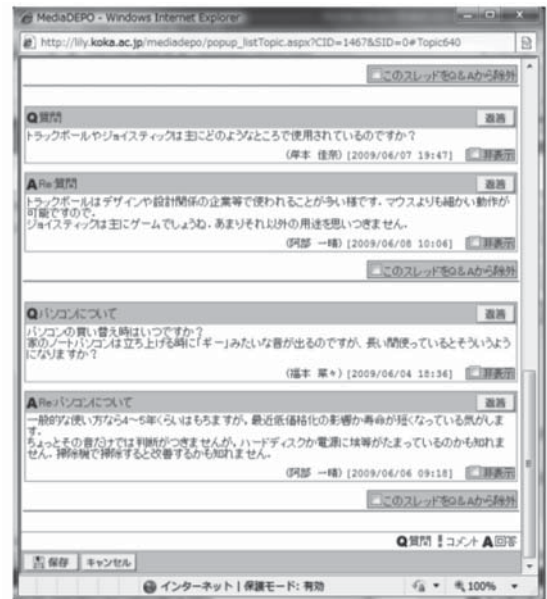 MediaDEPO - Windows Internet Explorer
http://lily.koka.ac.jp/mediadepo/popup_listTopic.aspx?CID=1467&SID=0#Topic640
このスレッドをQ&Aから除外
Q質問
返答
トラックボールやジョイスティックは主にどのようなところで使用されているのですか？
(岸本 佳奈) [2009/06/07 19:47] 非表示
A Re:質問
返答
トラックボールはデザインや設計関係の企業等で使われることが多い様です。マウスよりも細かい動作が
可能ですので。
ジョイスティックは主にゲームでしょうね。あまりそれ以外の用途を思いつきません。
(阿部 一晴) [2009/06/08 10:06] 非表示
このスレッドをQ&Aから除外
Qパソコンについて
返答
パソコンの買い替え時はいつですか？
家のノートパソコンは立ち上げる時に「ギー」みたいな音が出るのですが、長い間使っているとそういうよう
になりますか？
(福本 菜々) [2009/06/04 18:36] 非表示
A Re:パソコンについて
返答
一般的な使い方なら4～5年くらいはもちますが、最近低価格化の影響か寿命が短くなっている気がしま
す。
ちょっとその音だけでは判断がつきませんが、ハードディスクか電源に埃等がたまっているのかも知れま
せん。掃除機で掃除すると改善するかも知れません。
(阿部 一晴) [2009/06/06 09:18] 非表示
このスレッドをQ&Aから除外
Q質問 ! コメント A回答
保存 キャンセル
インターネット | 保護モード: 有効
100%